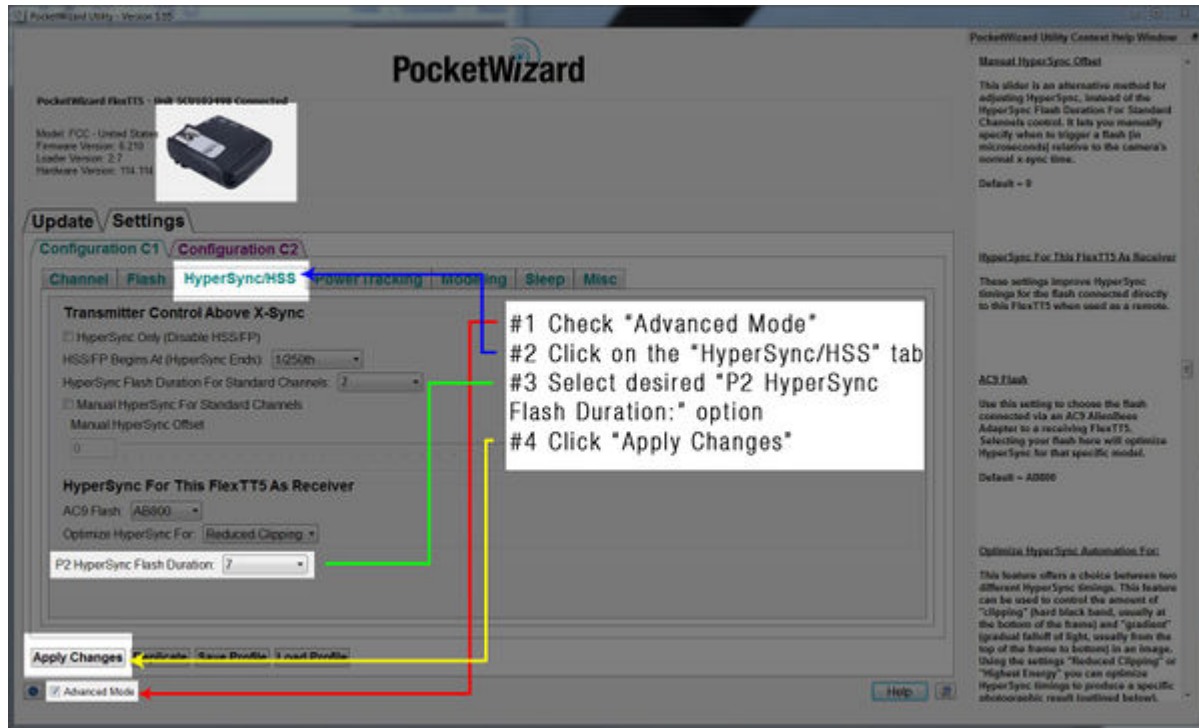 PocketWizard Utility - Version 1.55
PocketWizard Utility Context Help Window
PocketWizard
PocketWizard FlexTT5 - Unit Connected
Model: FCC - United States
Firmware Version: 6.210
Loader Version: 2.7
Hardware Version: 114.114
Update
Settings
Configuration C1
Configuration C2
Channel
Flash
HyperSync/HSS
Power Tracking
Modeling
Sleep
Misc
Transmitter Control Above X-Sync
HyperSync Only (Disable HSS/FP)
HSS/FP Begins At (HyperSync Ends): 1/250th
HyperSync Flash Duration For Standard Channels: 7
Manual HyperSync For Standard Channels
Manual HyperSync Offset
0
HyperSync For This FlexTT5 As Receiver
AC9 Flash: AB800
Optimize HyperSync For: Reduced Clipping
P2 HyperSync Flash Duration: 7
#1 Check "Advanced Mode"
#2 Click on the "HyperSync/HSS" tab
#3 Select desired "P2 HyperSync
Flash Duration:" option
#4 Click "Apply Changes"
Apply Changes
Duplicate
Save Profile
Load Profile
Advanced Mode
Help
Manual HyperSync Offset
This slider is an alternative method for
adjusting HyperSync, instead of the
HyperSync Flash Duration For Standard
Channels control. It lets you manually
specify when to trigger a flash (in
microseconds) relative to the camera's
normal x-sync time.
Default = 0
HyperSync For This FlexTT5 As Receiver
These settings improve HyperSync
timings for the flash connected directly
to this FlexTT5 when used as a remote.
AC9 Flash
Use this setting to choose the flash
connected via an AC9 AlienBees
Adapter to a receiving FlexTT5.
Selecting your flash here will optimize
HyperSync for that specific model.
Default = AB800
Optimize HyperSync Automation For:
This feature offers a choice between two
different HyperSync timings. This feature
can be used to control the amount of
"clipping" (hard black band, usually at
the bottom of the frame) and "gradient"
(gradual falloff of light, usually from the
top of the frame to bottom) in an image.
Using the settings "Reduced Clipping" or
"Highest Energy" you can optimize
HyperSync timings to produce a specific
photographic result (outlined below).